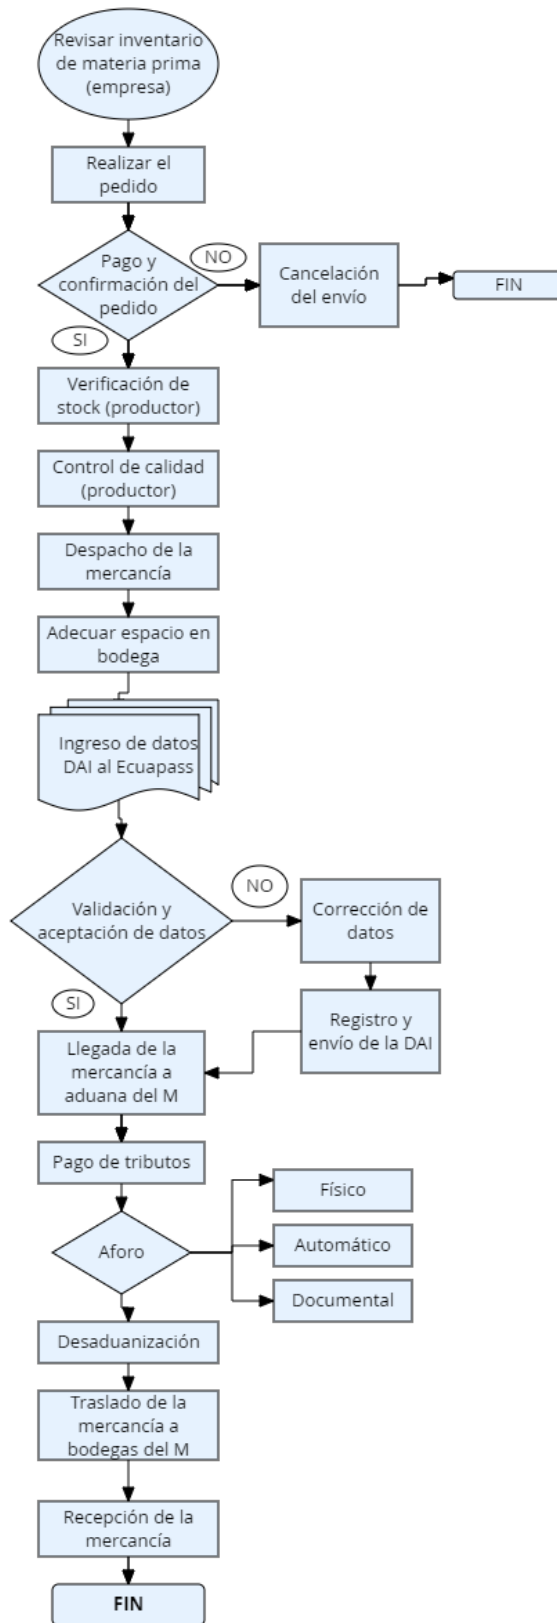 Revisar inventario
de materia prima
(empresa)
Realizar el
pedido
Pago y
confirmación del
pedido
NO
Cancelación
del envío
FIN
SI
Verificación de
stock (productor)
Control de calidad
(productor)
Despacho de la
mercancía
Adecuar espacio en
bodega
Ingreso de datos
DAI al Ecuapass
Validación y
aceptación de datos
NO
Corrección de
datos
Registro y
envío de la DAI
SI
Llegada de la
mercancía a
aduana del M
Pago de tributos
Aforo
Físico
Automático
Documental
Desaduanización
Traslado de la
mercancía a
bodegas del M
Recepción de la
mercancía
FIN